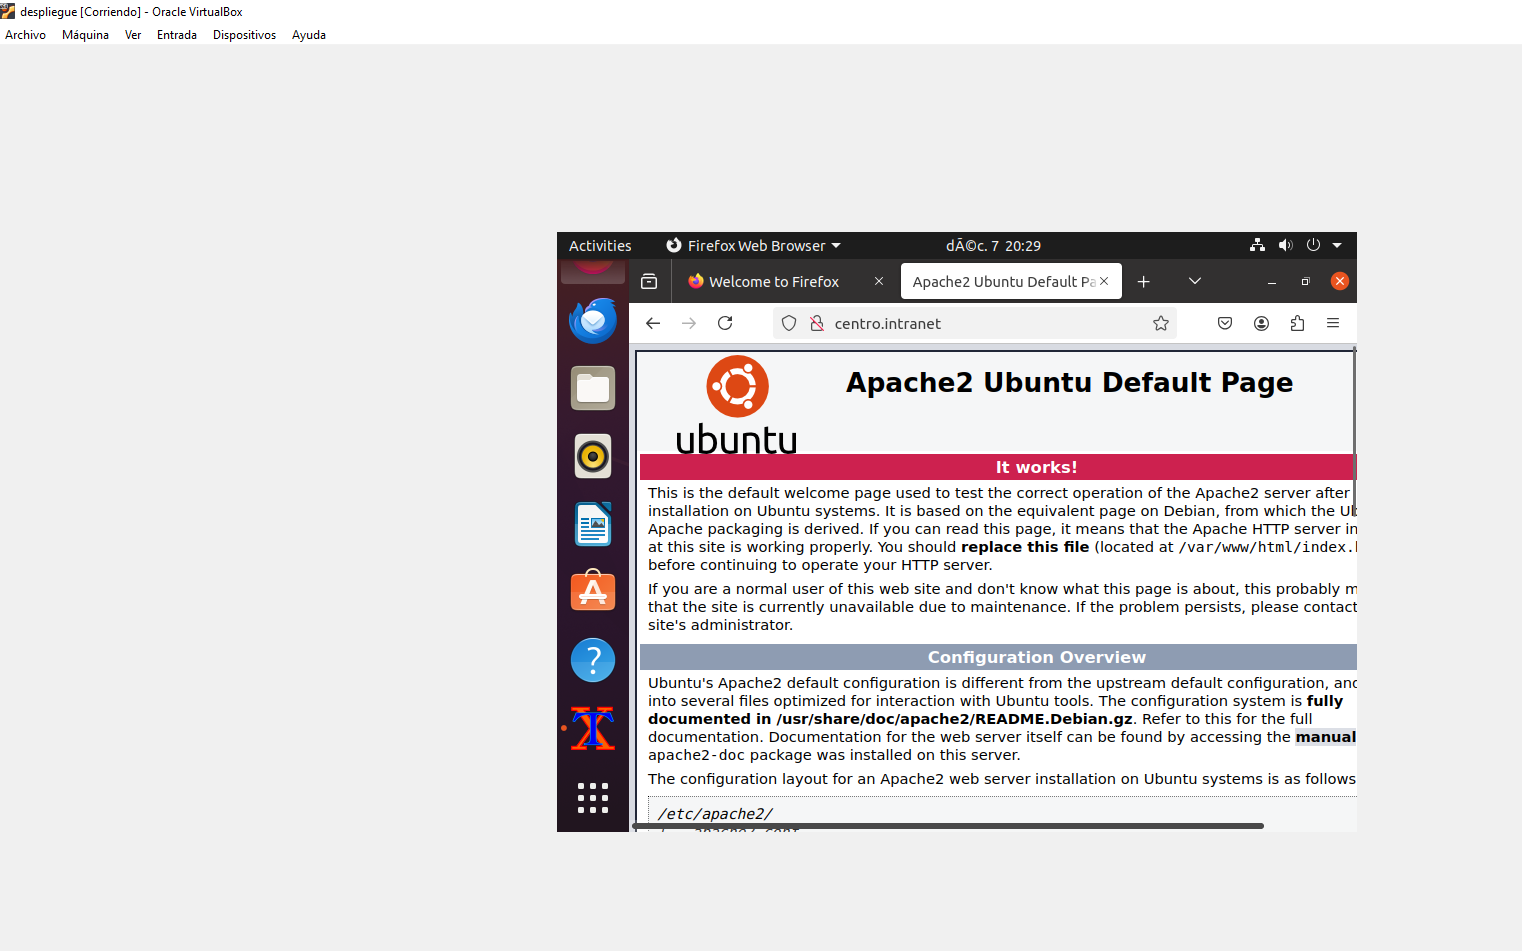 despliegue [Corriendo] - Oracle VirtualBox
Archivo Máquina Ver Entrada Dispositivos Ayuda
Activities Firefox Web Browser dÃ©c. 7 20:29
Welcome to Firefox Apache2 Ubuntu Default Pa
centro.intranet
ubuntu
Apache2 Ubuntu Default Page
It works!
This is the default welcome page used to test the correct operation of the Apache2 server after
installation on Ubuntu systems. It is based on the equivalent page on Debian, from which the Ub
Apache packaging is derived. If you can read this page, it means that the Apache HTTP server in
at this site is working properly. You should replace this file (located at /var/www/html/index.h
before continuing to operate your HTTP server.
If you are a normal user of this web site and don't know what this page is about, this probably m
that the site is currently unavailable due to maintenance. If the problem persists, please contact
site's administrator.
Configuration Overview
Ubuntu's Apache2 default configuration is different from the upstream default configuration, and
into several files optimized for interaction with Ubuntu tools. The configuration system is fully
documented in /usr/share/doc/apache2/README.Debian.gz. Refer to this for the full
documentation. Documentation for the web server itself can be found by accessing the manual
apache2-doc package was installed on this server.
The configuration layout for an Apache2 web server installation on Ubuntu systems is as follows
/etc/apache2/